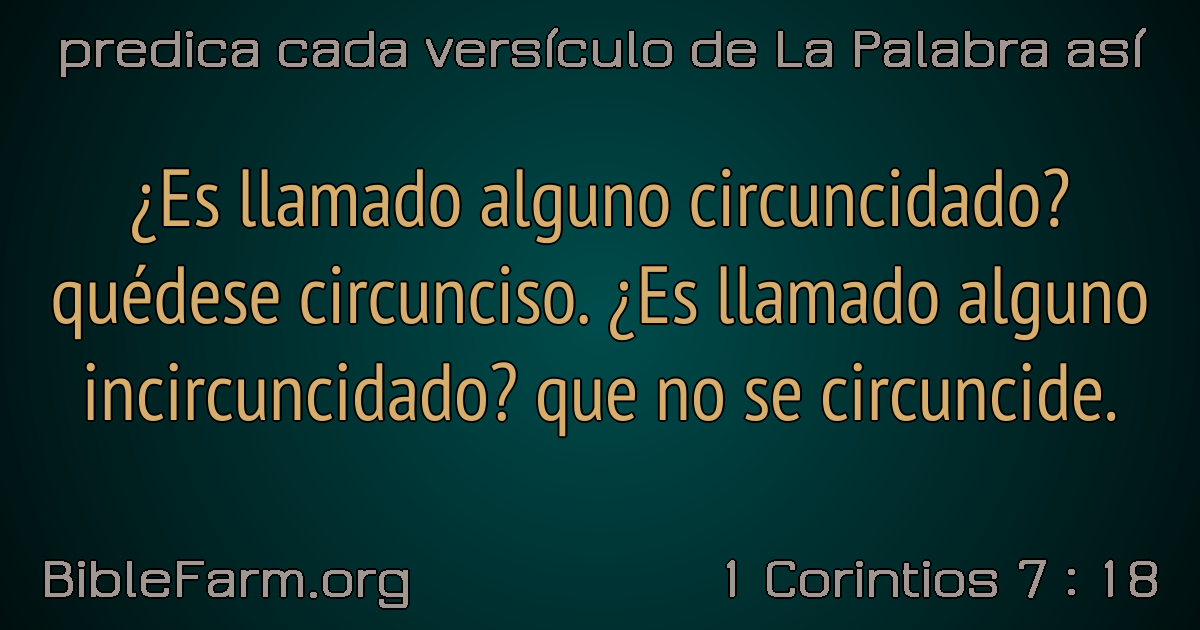 predica cada versículo de La Palabra así
¿Es llamado alguno circuncidado?
quédese circunciso. ¿Es llamado alguno
incircuncidado? que no se circuncide.
BibleFarm.org
1 Corintios 7 : 18